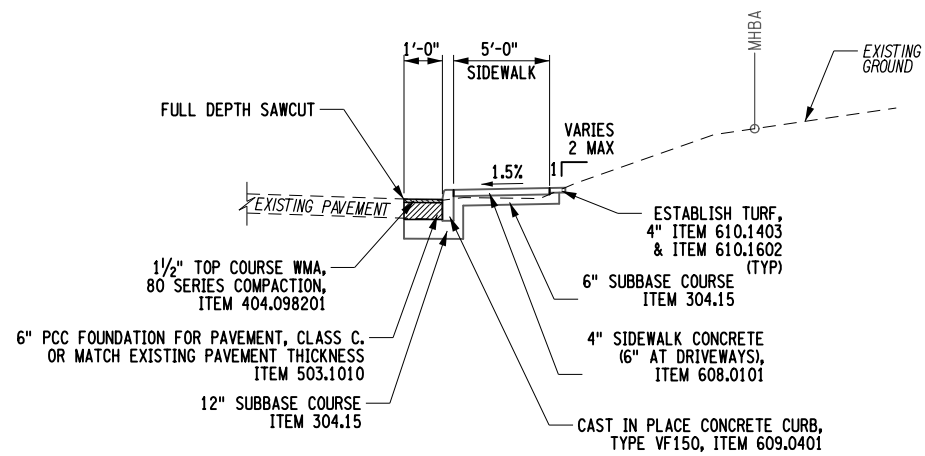 MHBA
1'-0"
5'-0"
SIDEWALK
EXISTING
GROUND
FULL DEPTH SAWCUT
VARIES
2 MAX
1
1.5%
EXISTING PAVEMENT
ESTABLISH TURF,
4" ITEM 610.1403
& ITEM 610.1602
(TYP)
1½" TOP COURSE WMA,
80 SERIES COMPACTION,
ITEM 404.098201
6" SUBBASE COURSE
ITEM 304.15
6" PCC FOUNDATION FOR PAVEMENT, CLASS C.
OR MATCH EXISTING PAVEMENT THICKNESS
ITEM 503.1010
4" SIDEWALK CONCRETE
(6" AT DRIVEWAYS),
ITEM 608.0101
12" SUBBASE COURSE
ITEM 304.15
CAST IN PLACE CONCRETE CURB,
TYPE VF150, ITEM 609.0401